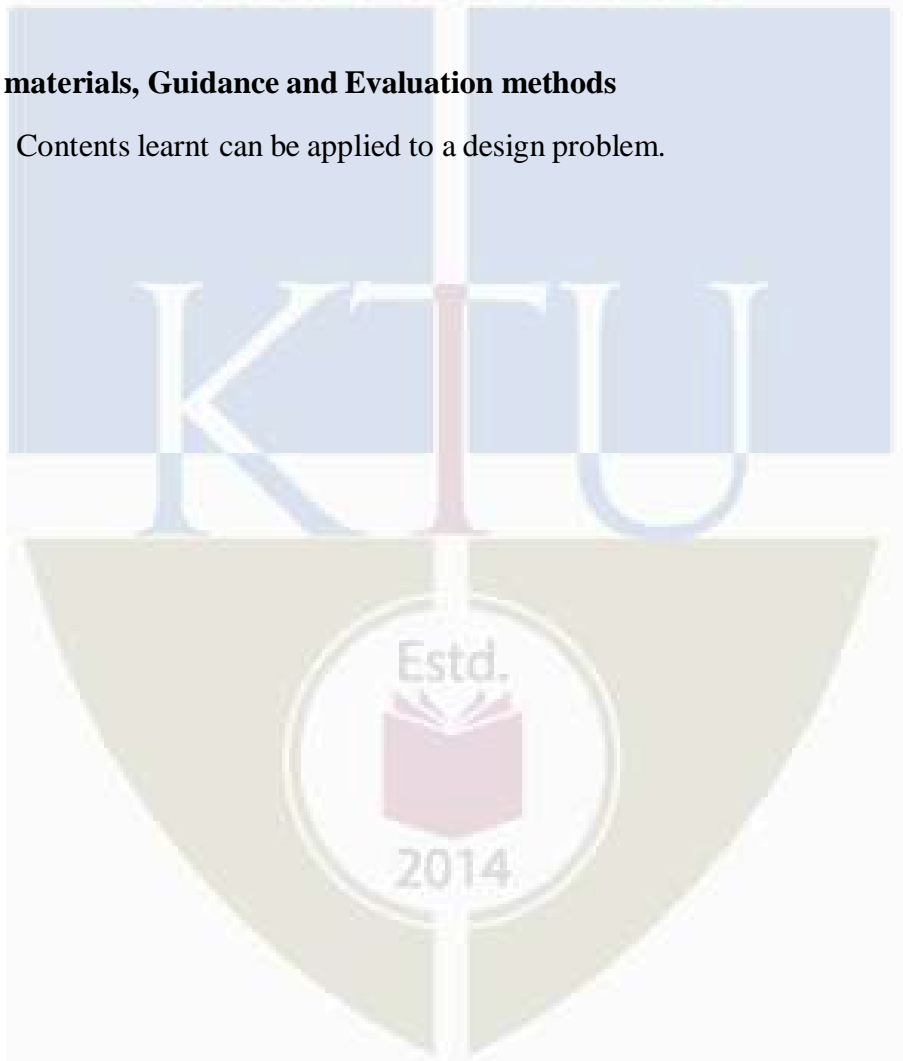 materials, Guidance and Evaluation methods
Contents learnt can be applied to a design problem.
KTU
Estd.
2014